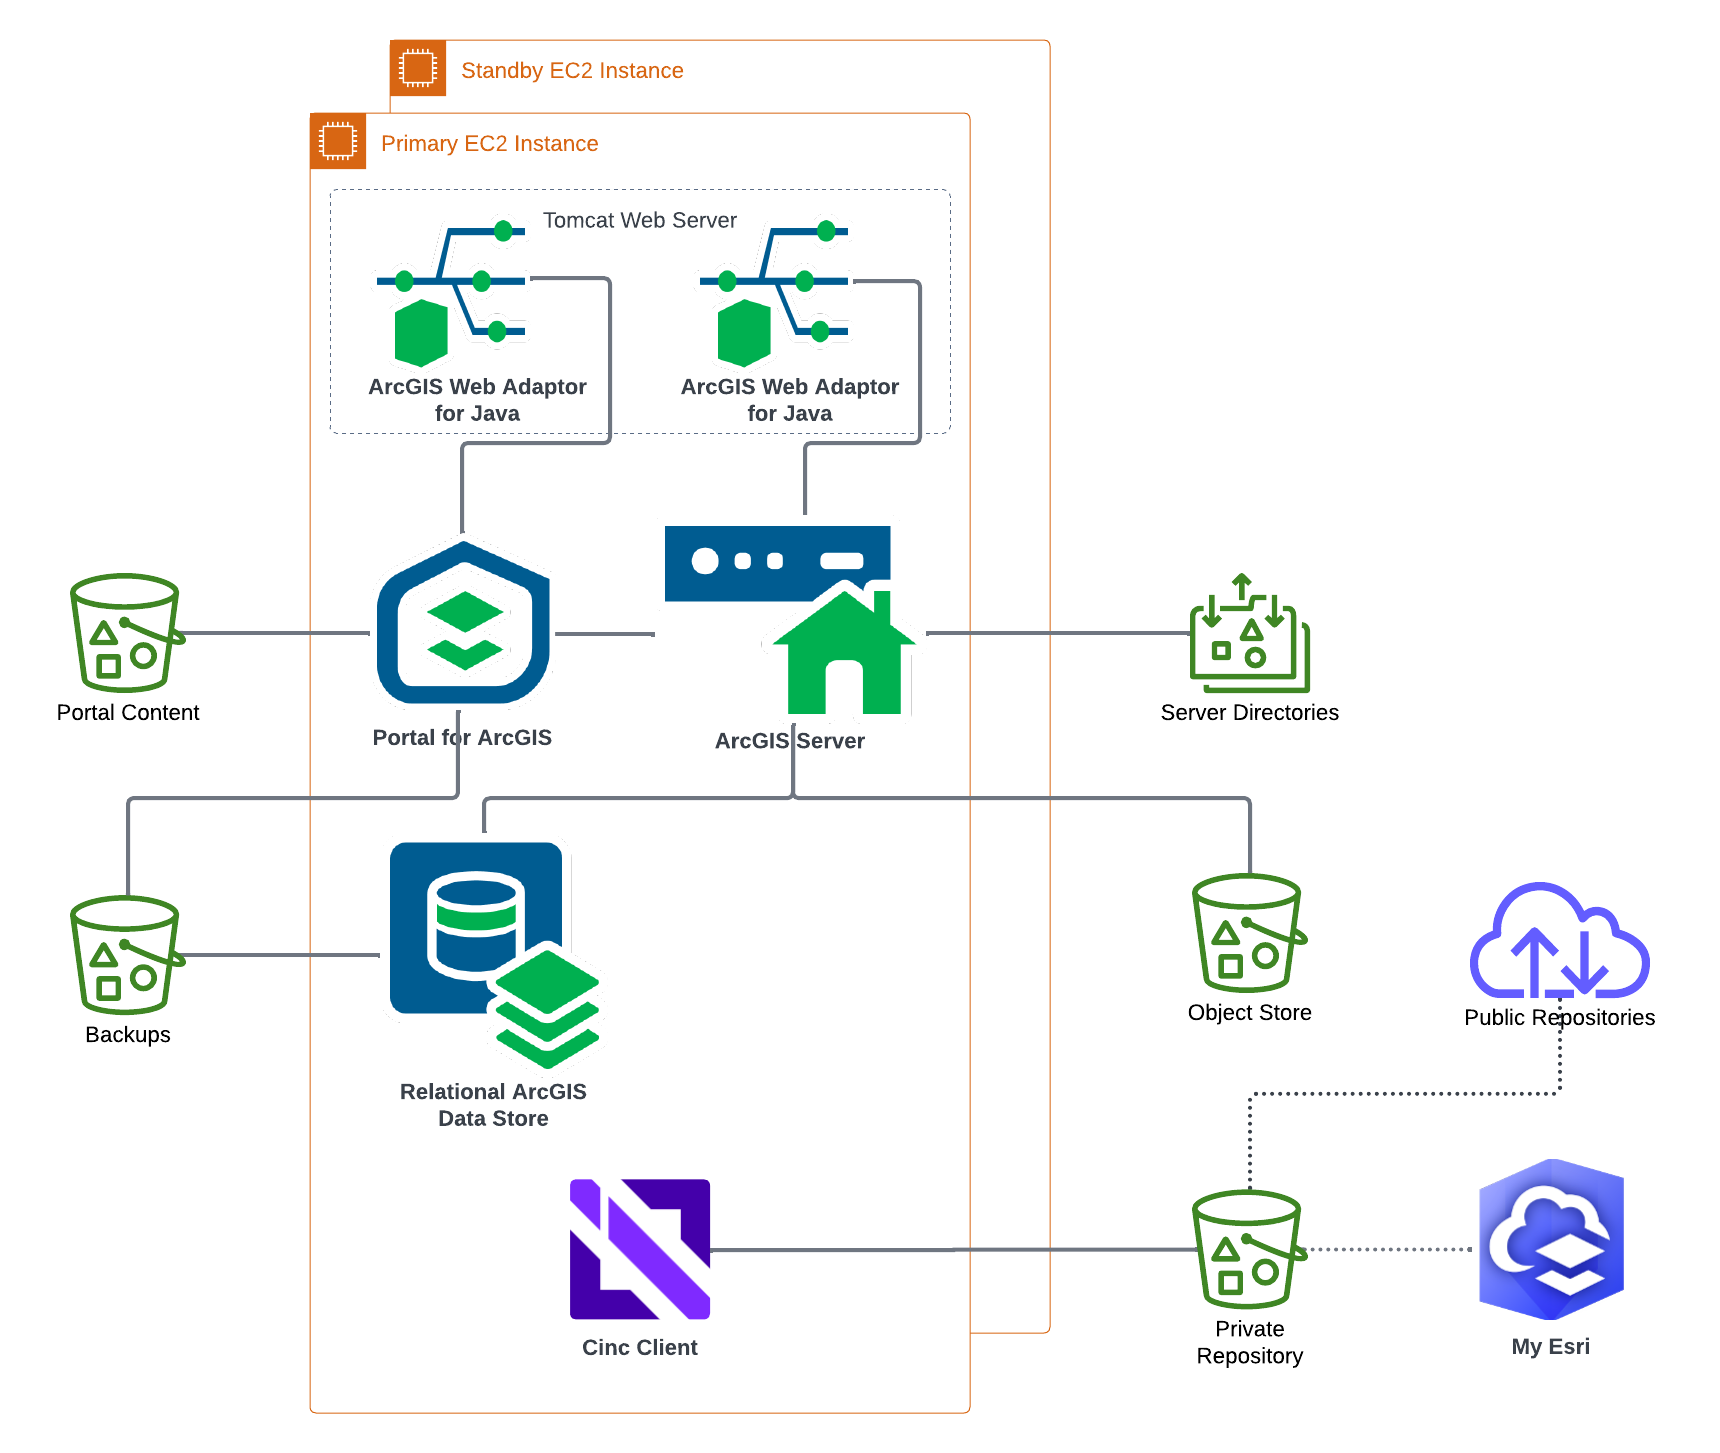 Standby EC2 Instance
Primary EC2 Instance
Tomcat Web Server
ArcGIS Web Adaptor
for Java
ArcGIS Web Adaptor
for Java
Portal Content
Portal for ArcGIS
ArcGIS Server
Server Directories
Backups
Relational ArcGIS
Data Store
Object Store
Public Repositories
Cinc Client
Private
Repository
My Esri